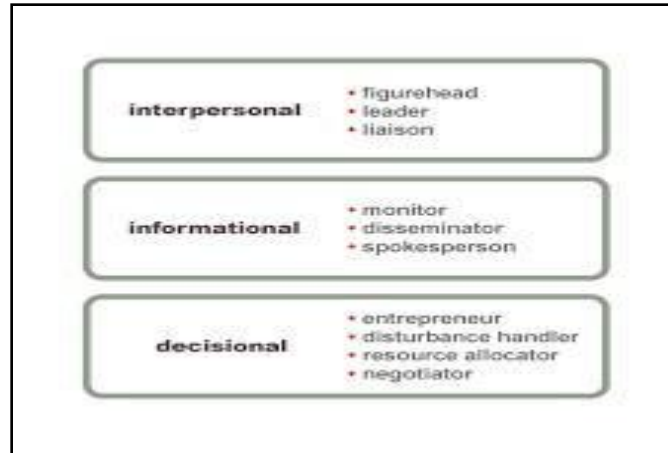 interpersonal
• figurehead
• leader
• liaison
informational
• monitor
• disseminator
• spokesperson
decisional
• entrepreneur
• disturbance handler
• resource allocator
• negotiator